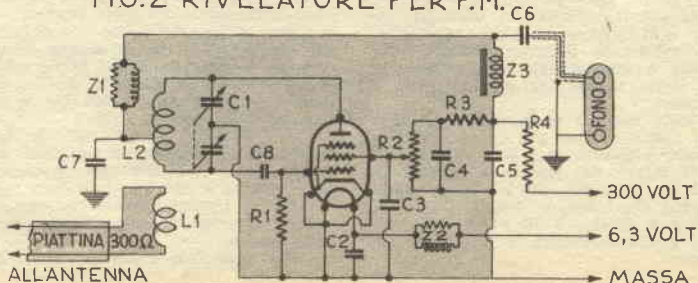 FIG.2 RIVELATORE PER F.M.
C6
Z1
C1
Z3
FONO
R3
R4
C7
L2
C8
R2
C4
C5
R1
C3
300 VOLT
L1
PIATTINA 300Ω
C2
Z2
6,3 VOLT
ALL'ANTENNA
MASSA